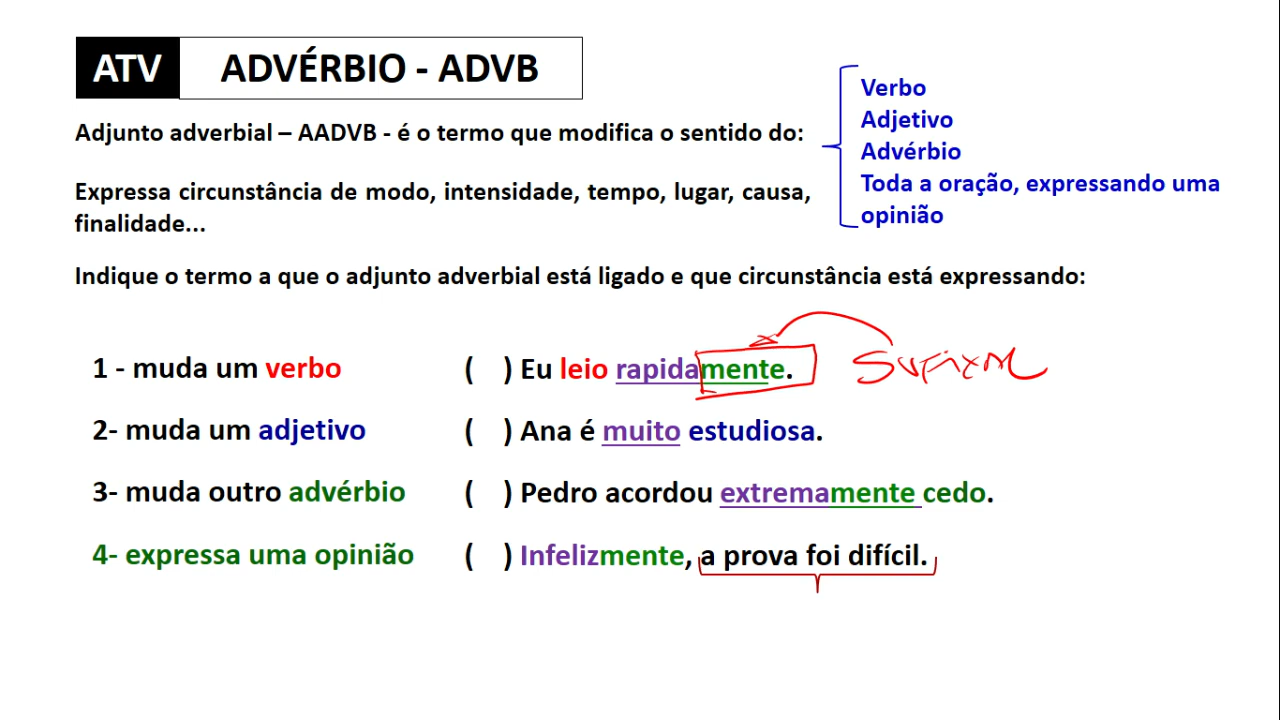 ATV ADVÉRBIO - ADVB
Adjunto adverbial – AADVB - é o termo que modifica o sentido do:
Verbo
Adjetivo
Advérbio
Toda a oração, expressando uma
opinião
Expressa circunstância de modo, intensidade, tempo, lugar, causa,
finalidade...
Indique o termo a que o adjunto adverbial está ligado e que circunstância está expressando:
1 - muda um verbo ( ) Eu leio rapidamente.
2- muda um adjetivo ( ) Ana é muito estudiosa.
3- muda outro advérbio ( ) Pedro acordou extremamente cedo.
4- expressa uma opinião ( ) Infelizmente, a prova foi difícil.